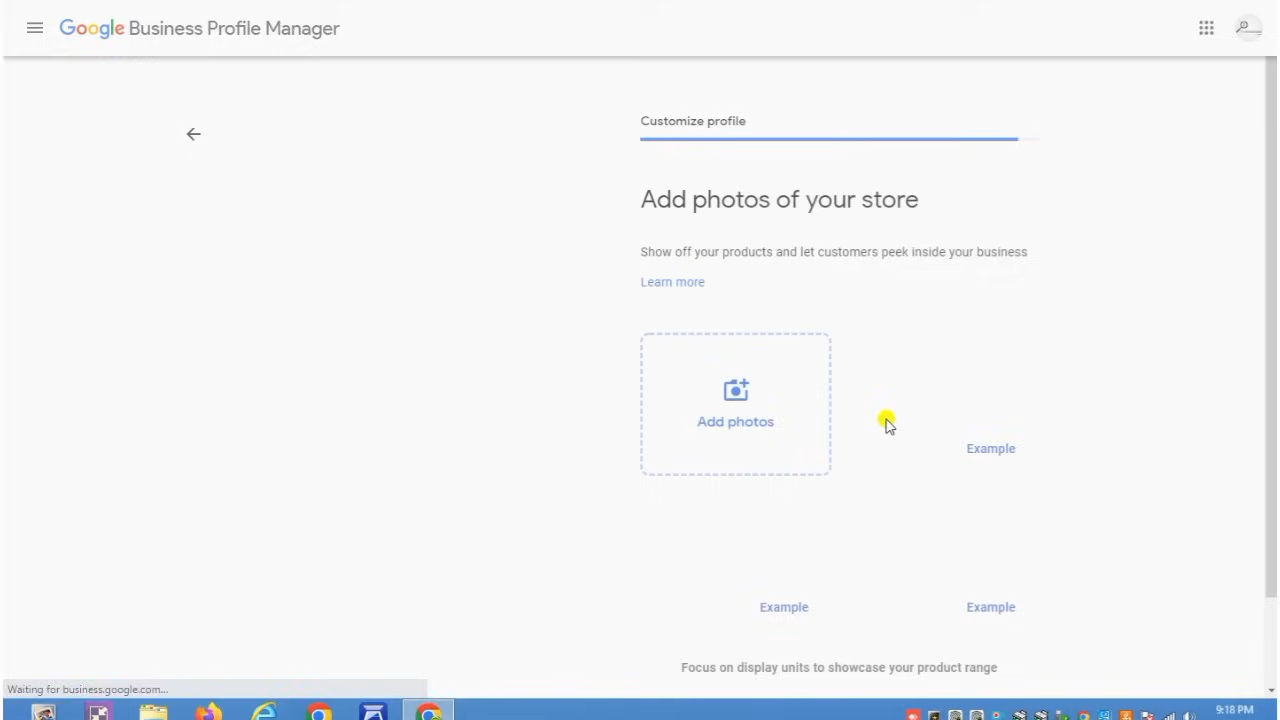 Google Business Profile Manager
Customize profile
Add photos of your store
Show off your products and let customers peek inside your business
Learn more
Add photos
Example
Example
Example
Focus on display units to showcase your product range
Waiting for business.google.com...
9:18 PM